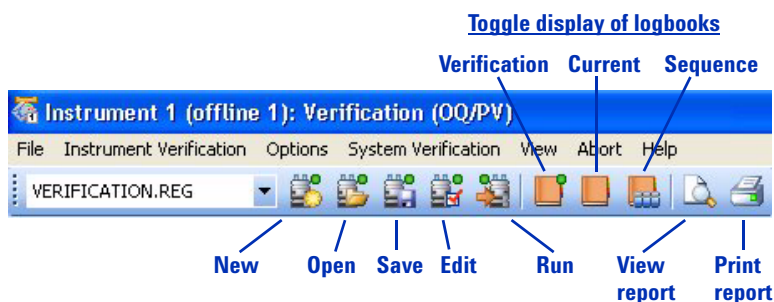 Toggle display of logbooks
Verification Current Sequence
Instrument 1 (offline 1): Verification (OQ/PV)
File Instrument Verification Options System Verification View Abort Help
VERIFICATION.REG
New Open Save Edit Run View report Print report